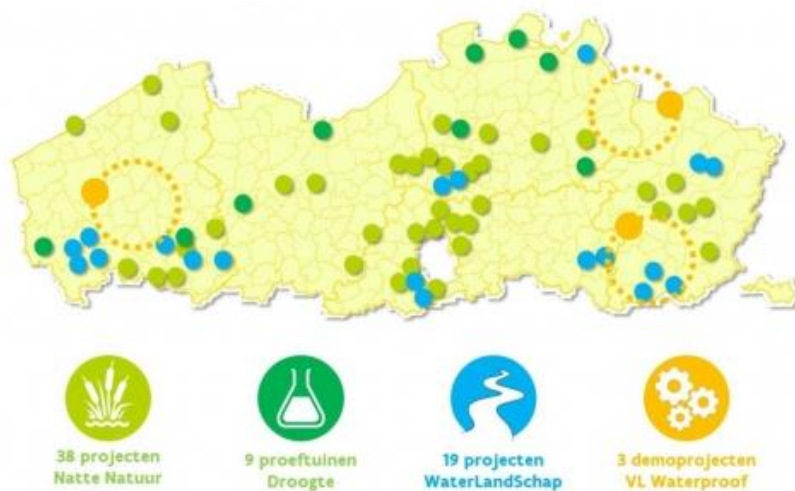 38 projecten
Natte Natuur
9 proeftuinen
Droogte
19 projecten
WaterLandSchap
3 demoprojecten
VL Waterproof